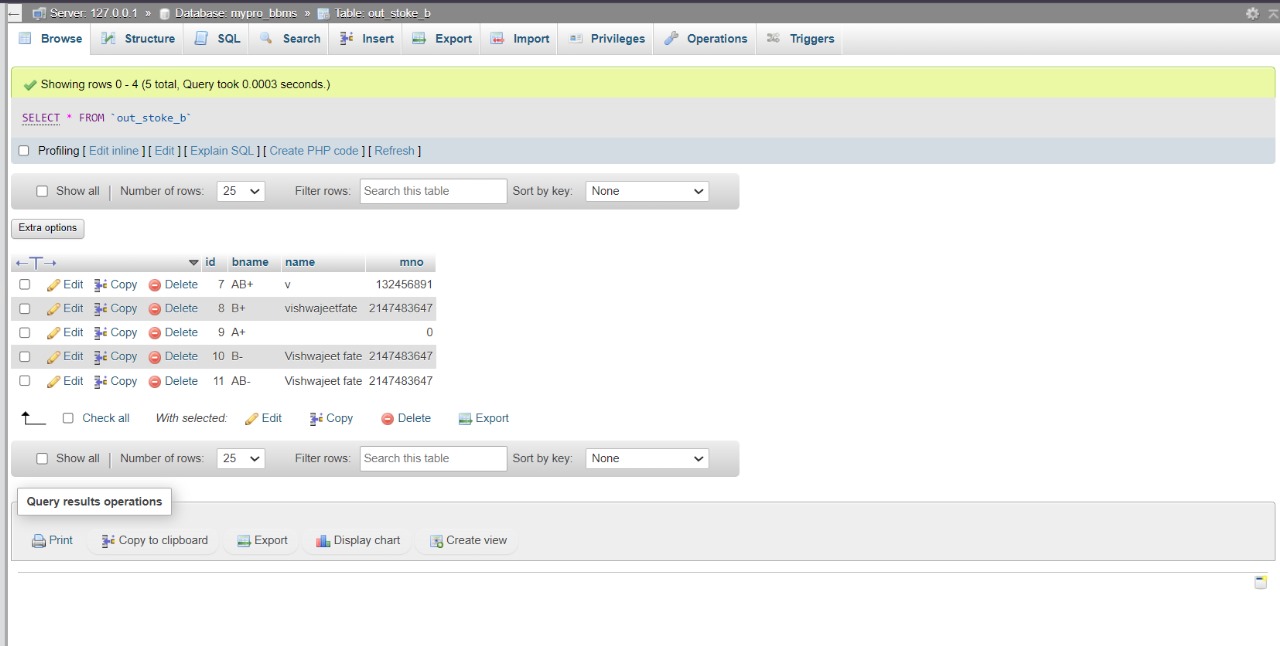 Server: 127.0.0.1 » Database: mypro_bbms » Table: out_stoke_b
Browse Structure SQL Search Insert Export Import Privileges Operations Triggers
Showing rows 0 - 4 (5 total, Query took 0.0003 seconds.)
SELECT * FROM `out_stoke_b`
Profiling [ Edit inline ] [ Edit ] [ Explain SQL ] [ Create PHP code ] [ Refresh ]
Show all | Number of rows: 25 Filter rows: Search this table Sort by key: None
Extra options
←T→ id bname name mno
Edit Copy Delete 7 AB+ v 132456891
Edit Copy Delete 8 B+ vishwajeetfate 2147483647
Edit Copy Delete 9 A+ 0
Edit Copy Delete 10 B- Vishwajeet fate 2147483647
Edit Copy Delete 11 AB- Vishwajeet fate 2147483647
Check all With selected: Edit Copy Delete Export
Show all | Number of rows: 25 Filter rows: Search this table Sort by key: None
Query results operations
Print Copy to clipboard Export Display chart Create view